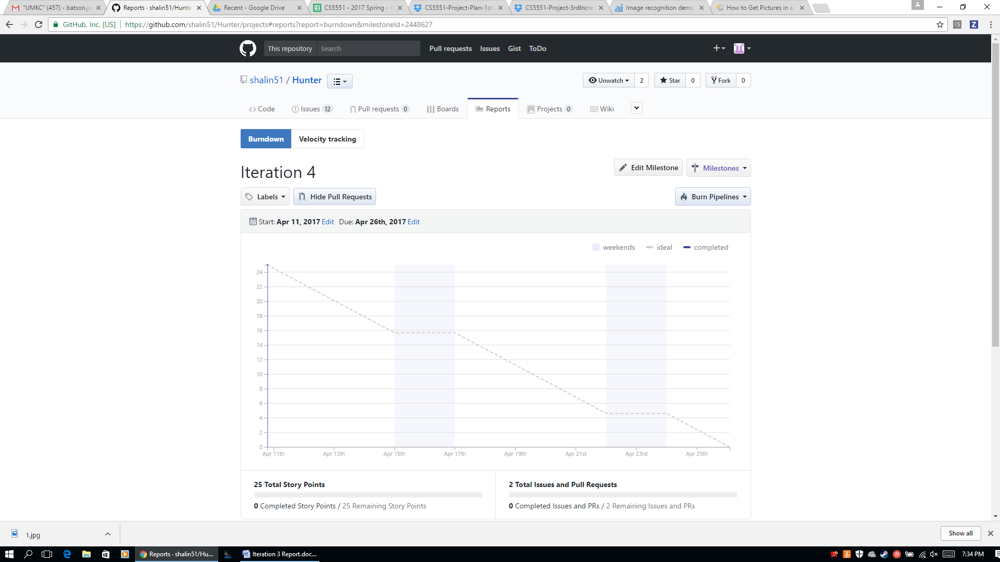 "UMKC" (457) - batson.ja
Reports · shalin51/Hunte
Recent - Google Drive
CS5551 - 2017 Spring - G
CS5551-Project-Plan-1st
CS5551-Project-3rdIncre
Image recognition demo
How to Get Pictures in a
GitHub, Inc. [US] https://github.com/shalin51/Hunter/projects#reports?report=burndown&milestoneId=2448627
ES Z
This repository Search Pull requests Issues Gist ToDo
shalin51 / Hunter
Unwatch 2 Star 0 Fork 0
Code Issues 12 Pull requests 0 Boards Reports Projects 0 Wiki
Burndown Velocity tracking
Iteration 4
Edit Milestone Milestones
Labels Hide Pull Requests Burn Pipelines
Start: Apr 11, 2017 Edit Due: Apr 26th, 2017 Edit
weekends ideal completed
24
22
20
18
16
14
12
10
8
6
4
2
0
Apr 11th Apr 13th Apr 15th Apr 17th Apr 19th Apr 21st Apr 23rd Apr 25th
25 Total Story Points
0 Completed Story Points / 25 Remaining Story Points
2 Total Issues and Pull Requests
0 Completed Issues and PRs / 2 Remaining Issues and PRs
1.jpg Show all
Reports · shalin51/Hu... Iteration 3 Report.doc... 7:34 PM